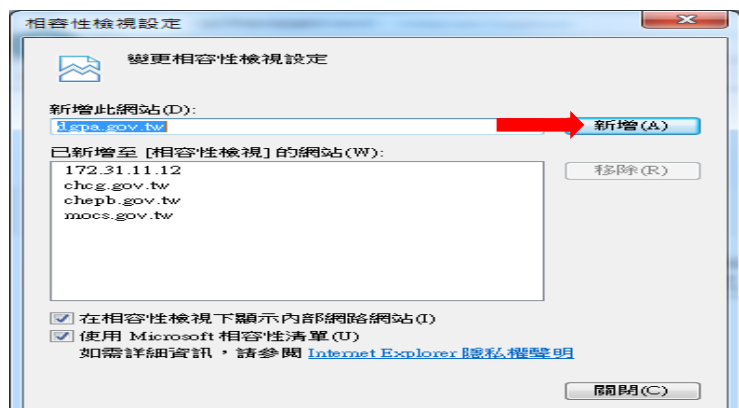 相容性檢視設定
變更相容性檢視設定
新增此網站(D):
dgpa.gov.tw
新增(A)
已新增至 [相容性檢視] 的網站(W):
172.31.11.12
移除(R)
chcg.gov.tw
chepb.gov.tw
mocs.gov.tw
在相容性檢視下顯示內部網路網站(I)
使用 Microsoft 相容性清單(U)
如需詳細資訊，請參閱 Internet Explorer 隱私權聲明
關閉(C)